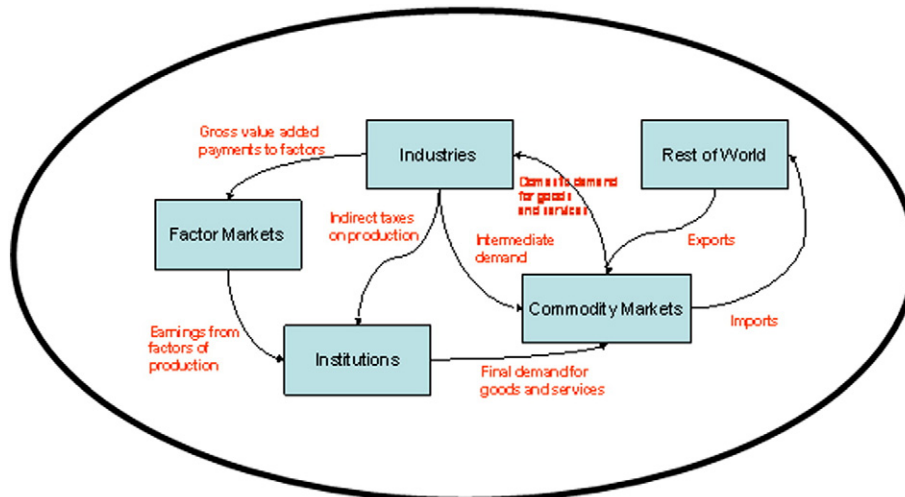 Gross value added
payments to factors
Industries
Rest of World
Domestic demand
for goods
and services
Factor Markets
Indirect taxes
on production
Intermediate
demand
Exports
Commodity Markets
Imports
Earnings from
factors of
production
Institutions
Final demand for
goods and services